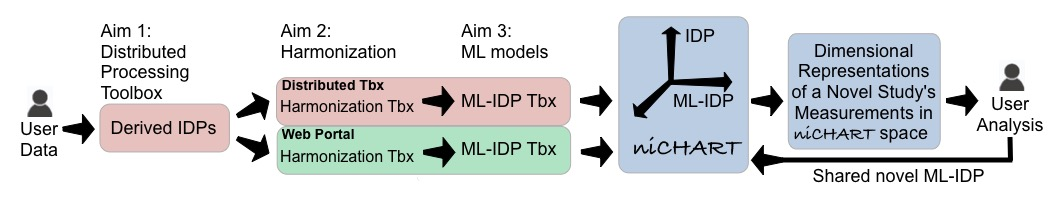 Aim 1:
Distributed
Processing
Toolbox
Aim 2:
Harmonization
Aim 3:
ML models
User
Data
Derived IDPs
Distributed Tbx
Harmonization Tbx
ML-IDP Tbx
Web Portal
Harmonization Tbx
ML-IDP Tbx
IDP
ML-IDP
niCHART
Dimensional
Representations
of a Novel Study's
Measurements in
niCHART space
User
Analysis
Shared novel ML-IDP